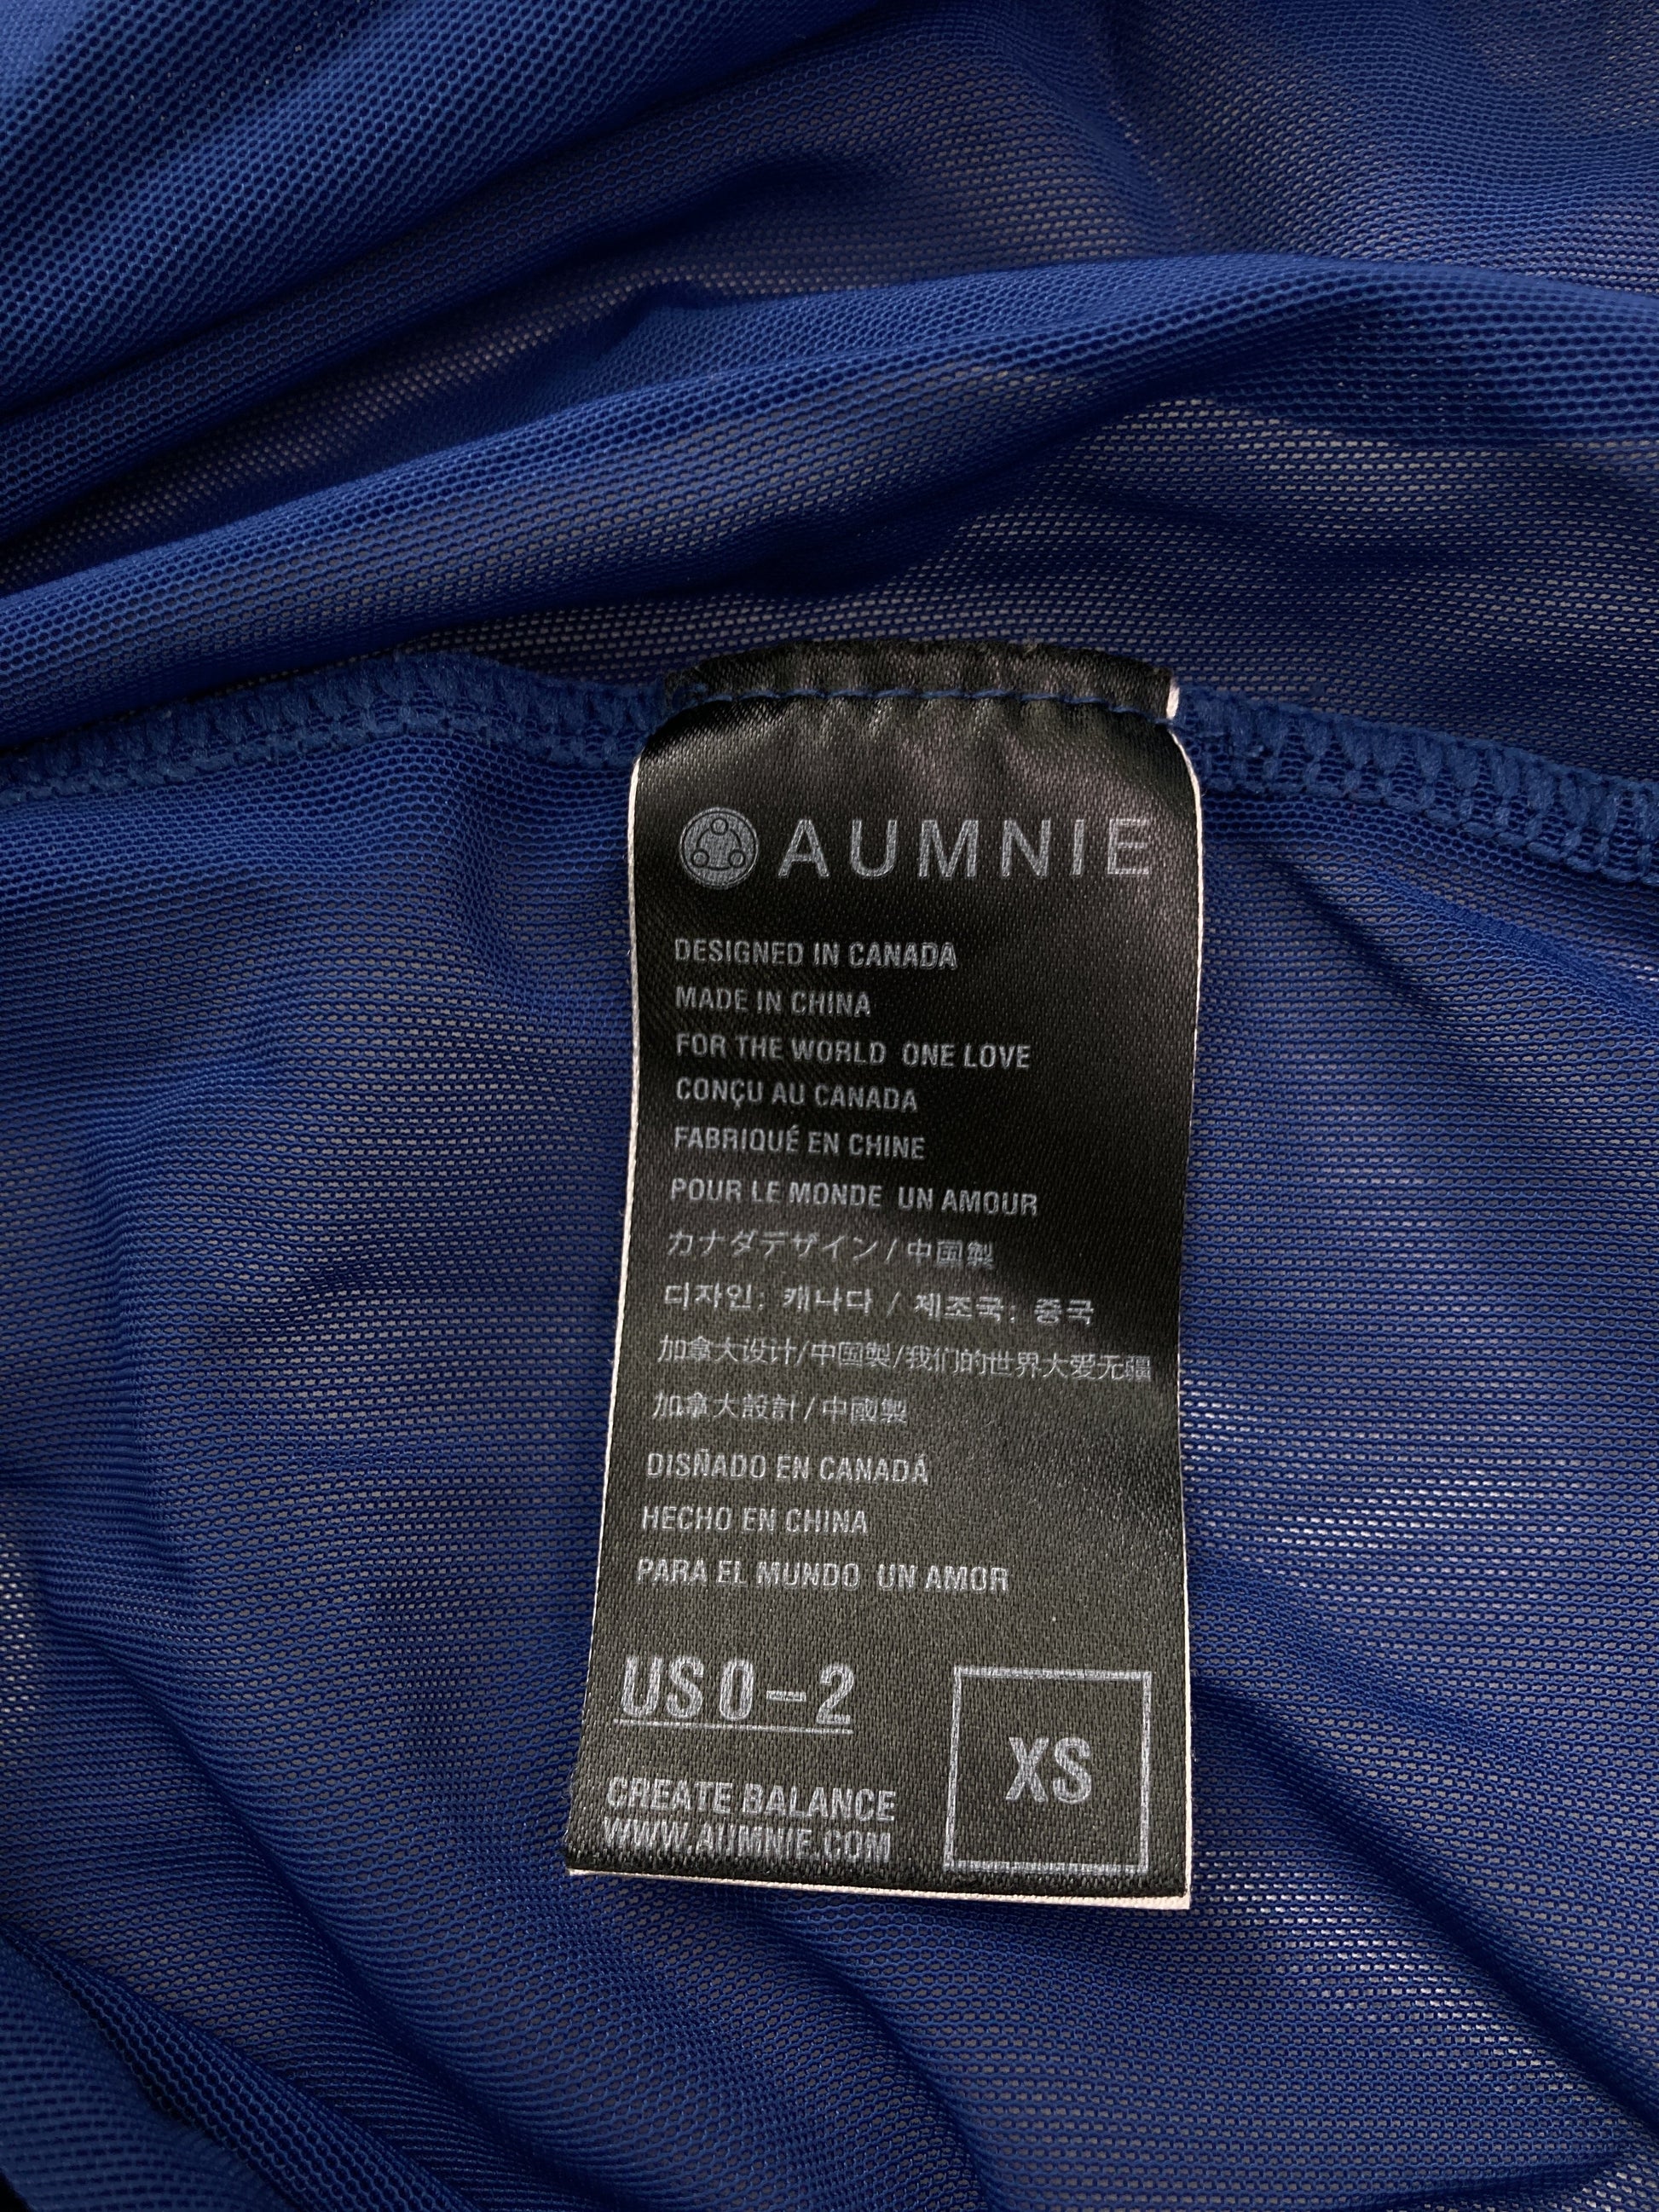 AUMNIE
DESIGNED IN CANADA
MADE IN CHINA
FOR THE WORLD ONE LOVE
CONÇU AU CANADA
FABRIQUÉ EN CHINE
POUR LE MONDE UN AMOUR
カナダデザイン/中国製
디자인: 캐나다 / 제조국: 중국
加拿大设计/中国製/我们的世界大爱无疆
加拿大設計/中國製
DISÑADO EN CANADÁ
HECHO EN CHINA
PARA EL MUNDO UN AMOR
US 0-2
XS
CREATE BALANCE
WWW.AUMNIE.COM